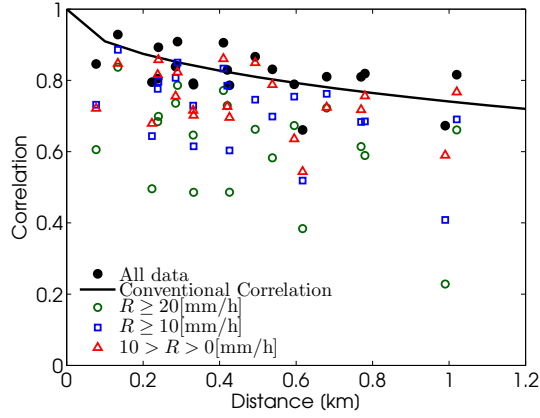 1
0.8
0.6
0.4
0.2
0
Correlation
All data
Conventional Correlation
R ≥ 20[mm/h]
R ≥ 10[mm/h]
10 > R > 0[mm/h]
0 0.2 0.4 0.6 0.8 1 1.2
Distance [km]